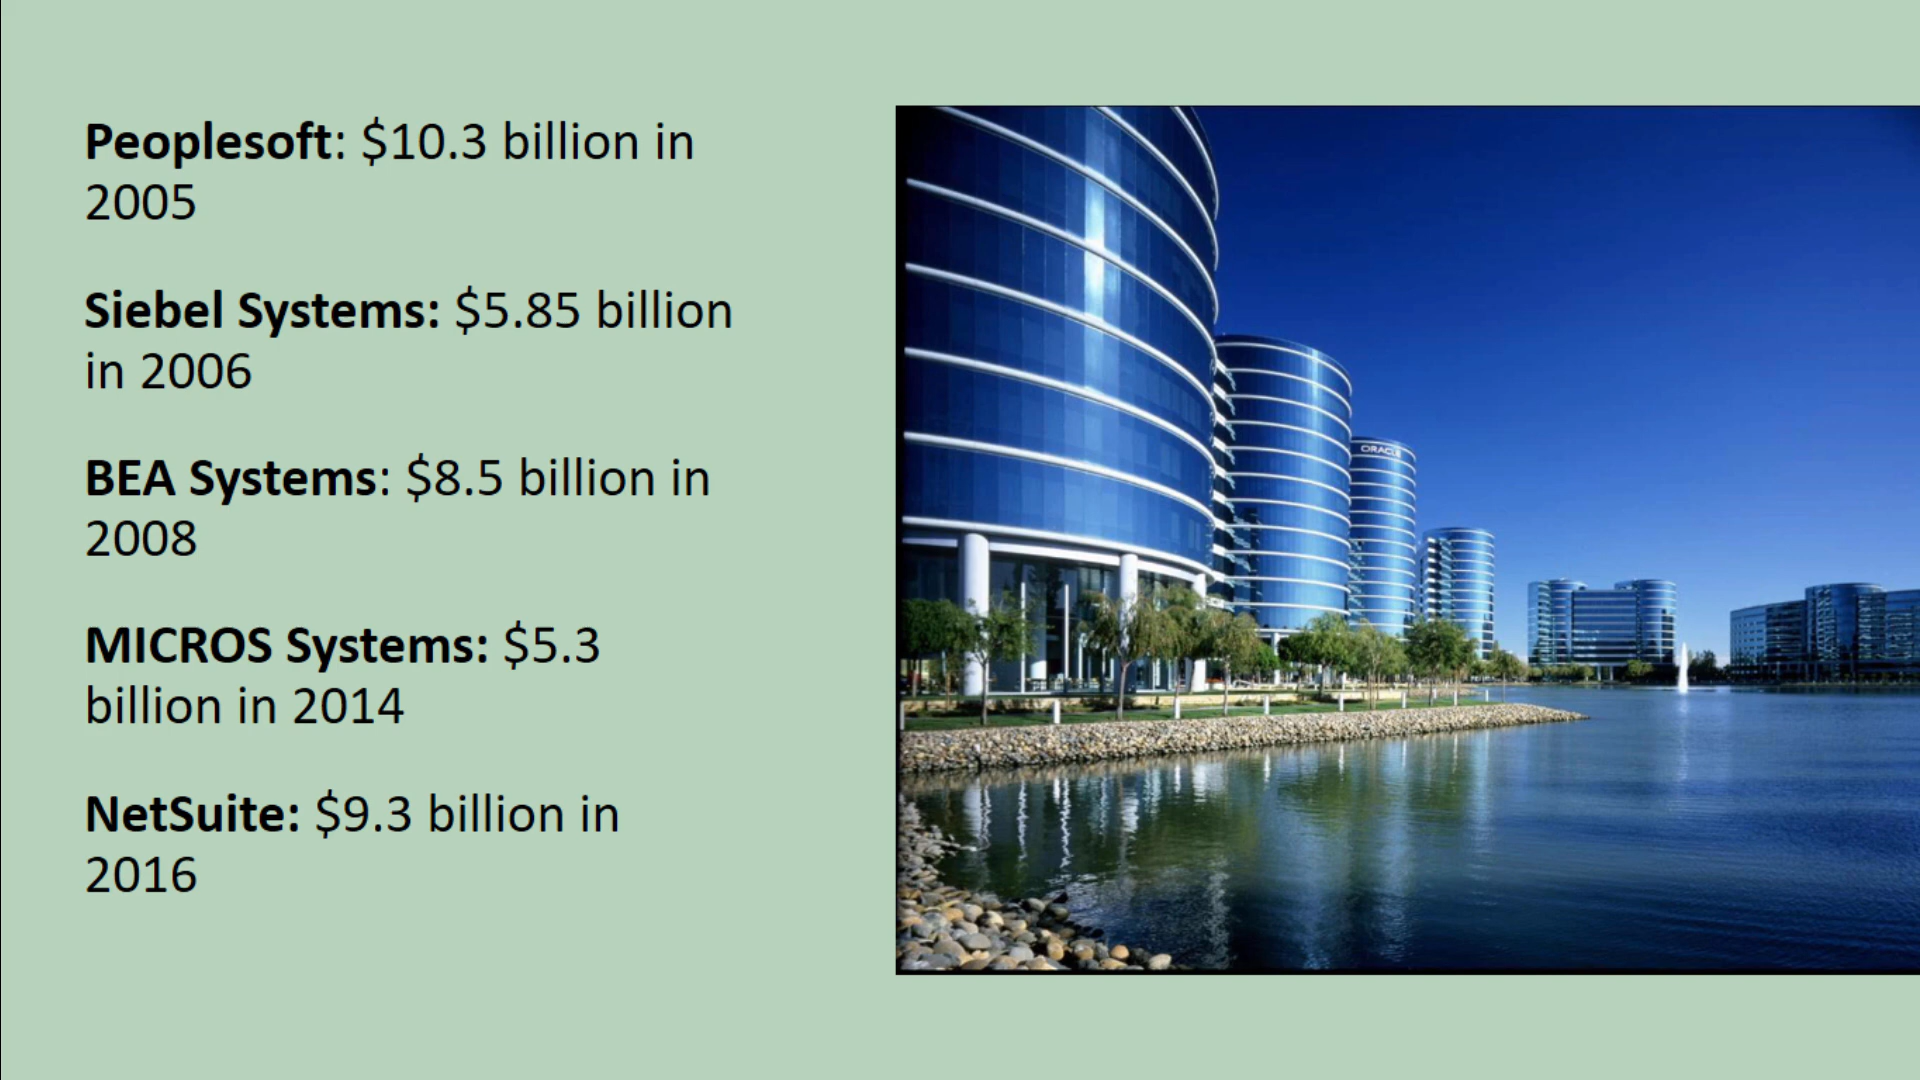 Peoplesoft: $10.3 billion in
2005
Siebel Systems: $5.85 billion
in 2006
BEA Systems: $8.5 billion in
2008
MICROS Systems: $5.3
billion in 2014
NetSuite: $9.3 billion in
2016
ORACLE